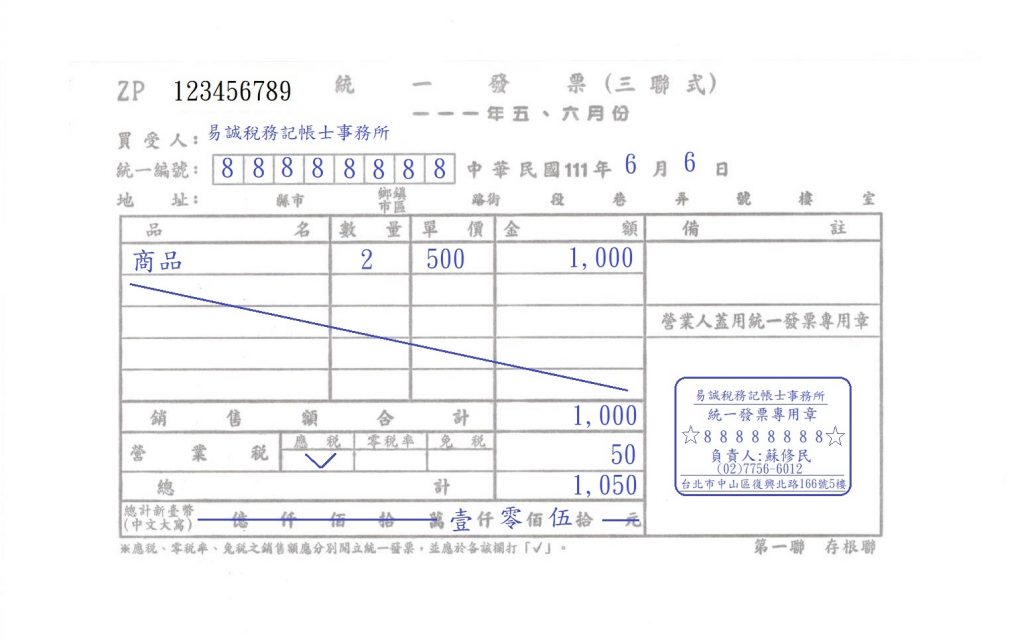 ZP 123456789 統一發票(三聯式)
一一一年五、六月份
買受人: 易誠稅務記帳士事務所
統一編號: 8 8 8 8 8 8 8 8 中華民國111年 6 月 6 日
地址: 縣市 鄉鎮市區 路街 段 巷 弄 號 樓 室
品名 數量 單價 金額 備註
商品 2 500 1,000
營業人蓋用統一發票專用章
易誠稅務記帳士事務所
統一發票專用章
☆88888888☆
負責人:蘇修民
(02)7756-6012
台北市中山區復興北路166號5樓
銷售額合計 1,000
營業稅 應稅 零稅率 免稅 50
✓
總計 1,050
總計新臺幣
(中文大寫) 億 仟 佰 拾 萬 壹仟零佰伍拾 元
※應稅、零稅率、免稅之銷售額應分別開立統一發票,並應於各該欄打「✓」。
第一聯 存根聯